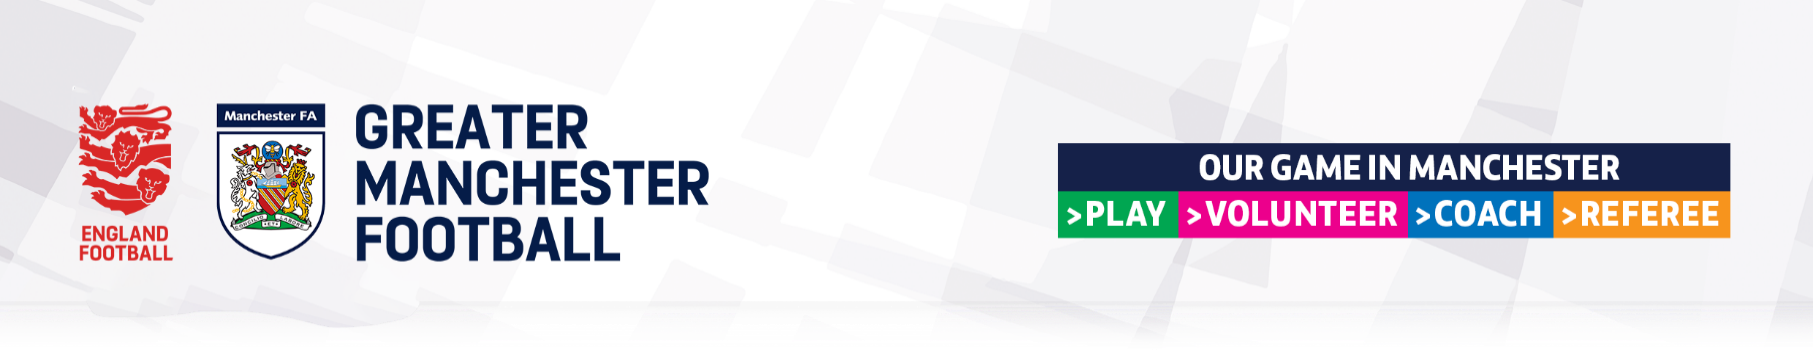 ENGLAND
FOOTBALL
Manchester FA
GREATER
MANCHESTER
FOOTBALL
OUR GAME IN MANCHESTER
>PLAY >VOLUNTEER >COACH >REFEREE